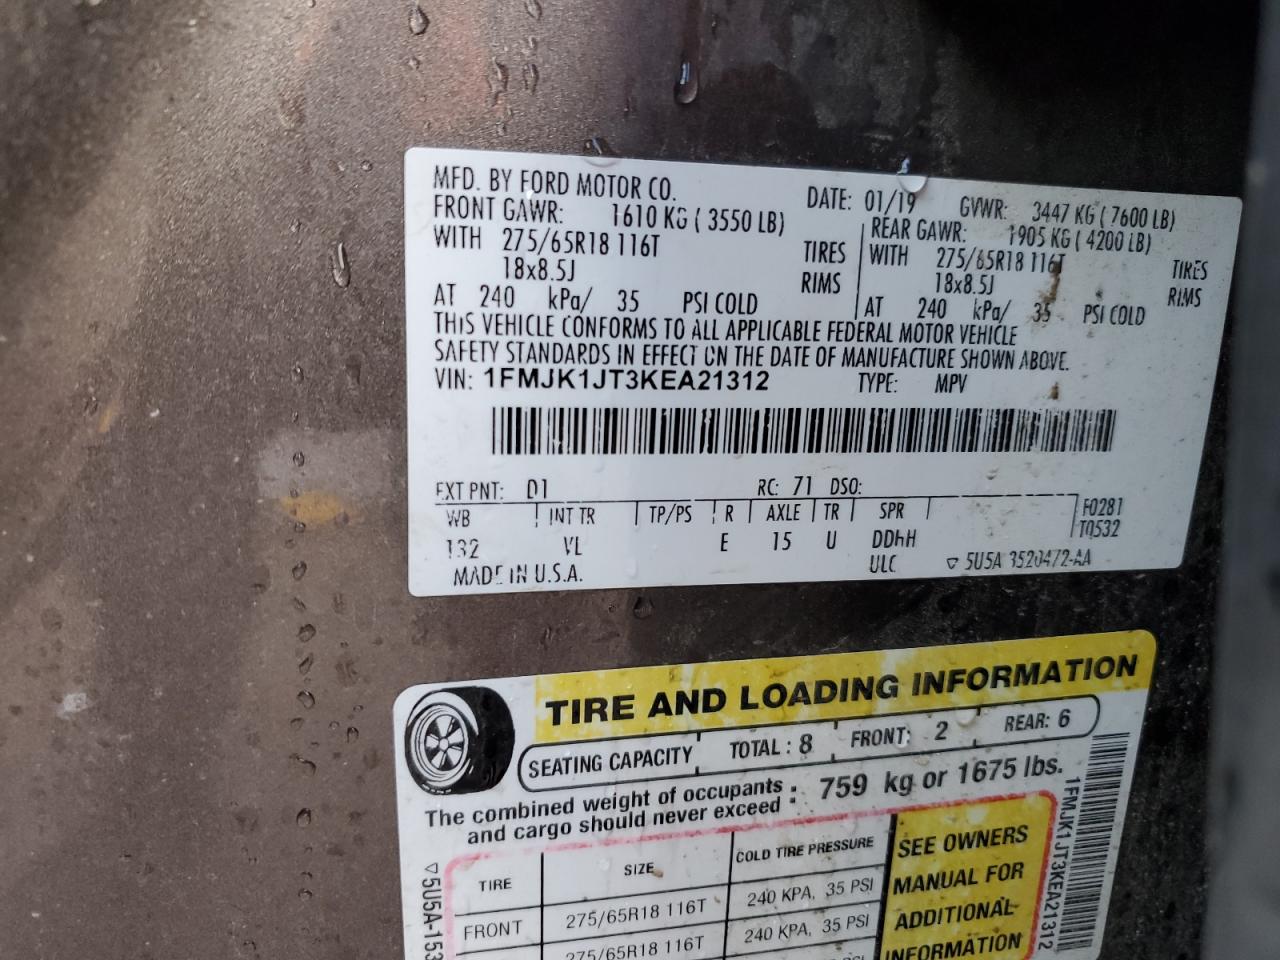 MFD. BY FORD MOTOR CO.
DATE: 01/19 GVWR: 3447 KG (7600 LB)
FRONT GAWR: 1610 KG (3550 LB)
REAR GAWR: 1905 KG (4200 LB)
WITH 275/65R18 116T TIRES
WITH 275/65R18 116T TIRES
18x8.5J RIMS
18x8.5J RIMS
AT 240 kPa/ 35 PSI COLD
AT 240 kPa/ 35 PSI COLD
THIS VEHICLE CONFORMS TO ALL APPLICABLE FEDERAL MOTOR VEHICLE
SAFETY STANDARDS IN EFFECT ON THE DATE OF MANUFACTURE SHOWN ABOVE.
VIN: 1FMJK1JT3KEA21312 TYPE: MPV
EXT PNT: D1 RC: 71 DSO:
WB INT TR TP/PS R AXLE TR SPR F0281
T0532
132 VL E 15 U DDHH
MADE IN U.S.A. ULC 5U5A 3520472-AA
TIRE AND LOADING INFORMATION
SEATING CAPACITY TOTAL: 8 FRONT: 2 REAR: 6
The combined weight of occupants and cargo should never exceed: 759 kg or 1675 lbs.
TIRE SIZE COLD TIRE PRESSURE
FRONT 275/65R18 116T 240 KPA, 35 PSI
275/65R18 116T 240 KPA, 35 PSI
SEE OWNERS
MANUAL FOR
ADDITIONAL
INFORMATION
1FMJK1JT3KEA21312
5U5A-153